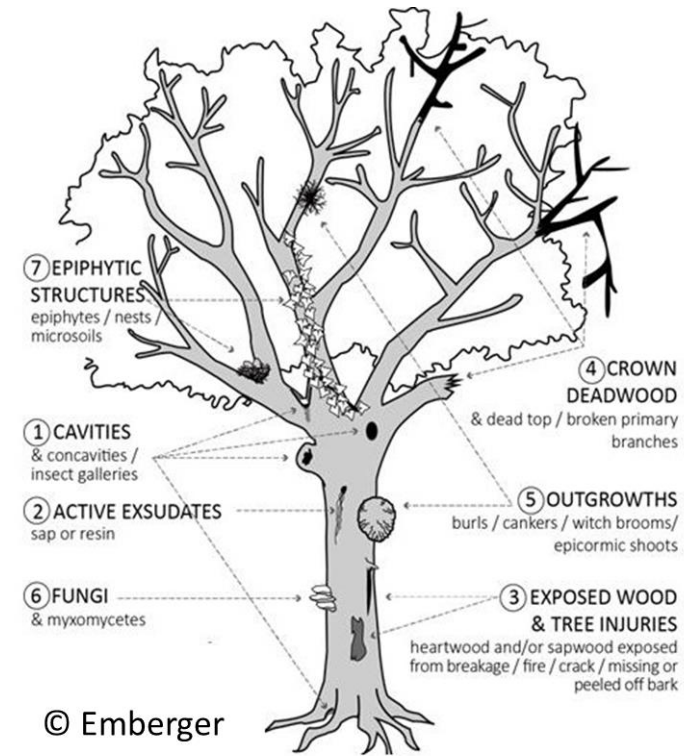 ⑦ EPIPHYTIC
STRUCTURES
epiphytes / nests /
microsoils
① CAVITIES
& concavities /
insect galleries
② ACTIVE EXSUDATES
sap or resin
⑥ FUNGI
& myxomycetes
④ CROWN
DEADWOOD
& dead top / broken primary
branches
⑤ OUTGROWTHS
burls / cankers / witch brooms/
epicormic shoots
③ EXPOSED WOOD
& TREE INJURIES
heartwood and/or sapwood exposed
from breakage / fire / crack / missing or
peeled off bark
© Emberger